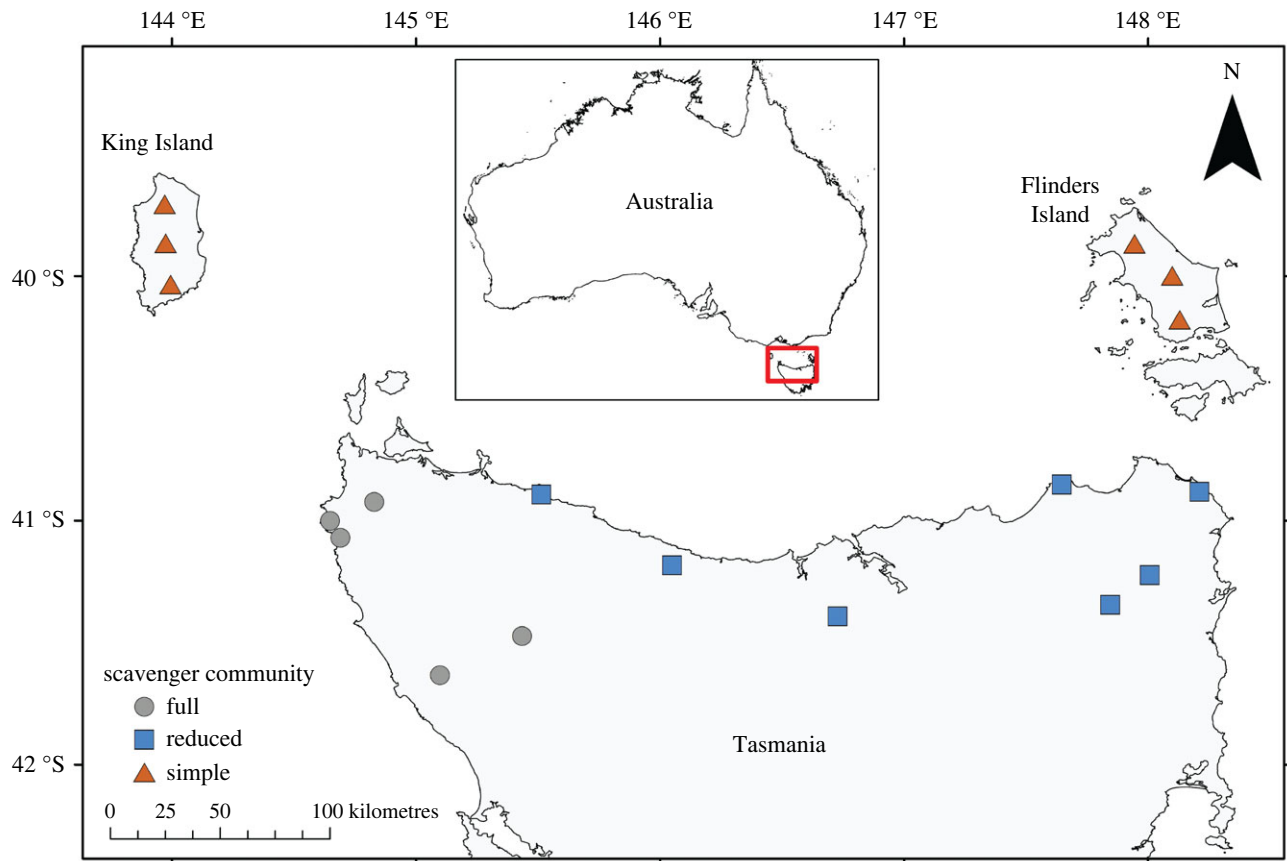 144 °E 145 °E 146 °E 147 °E 148 °E
N
King Island
Flinders
Island
Australia
40 °S
41 °S
42 °S
scavenger community
full
reduced
simple
Tasmania
0 25 50 100 kilometres